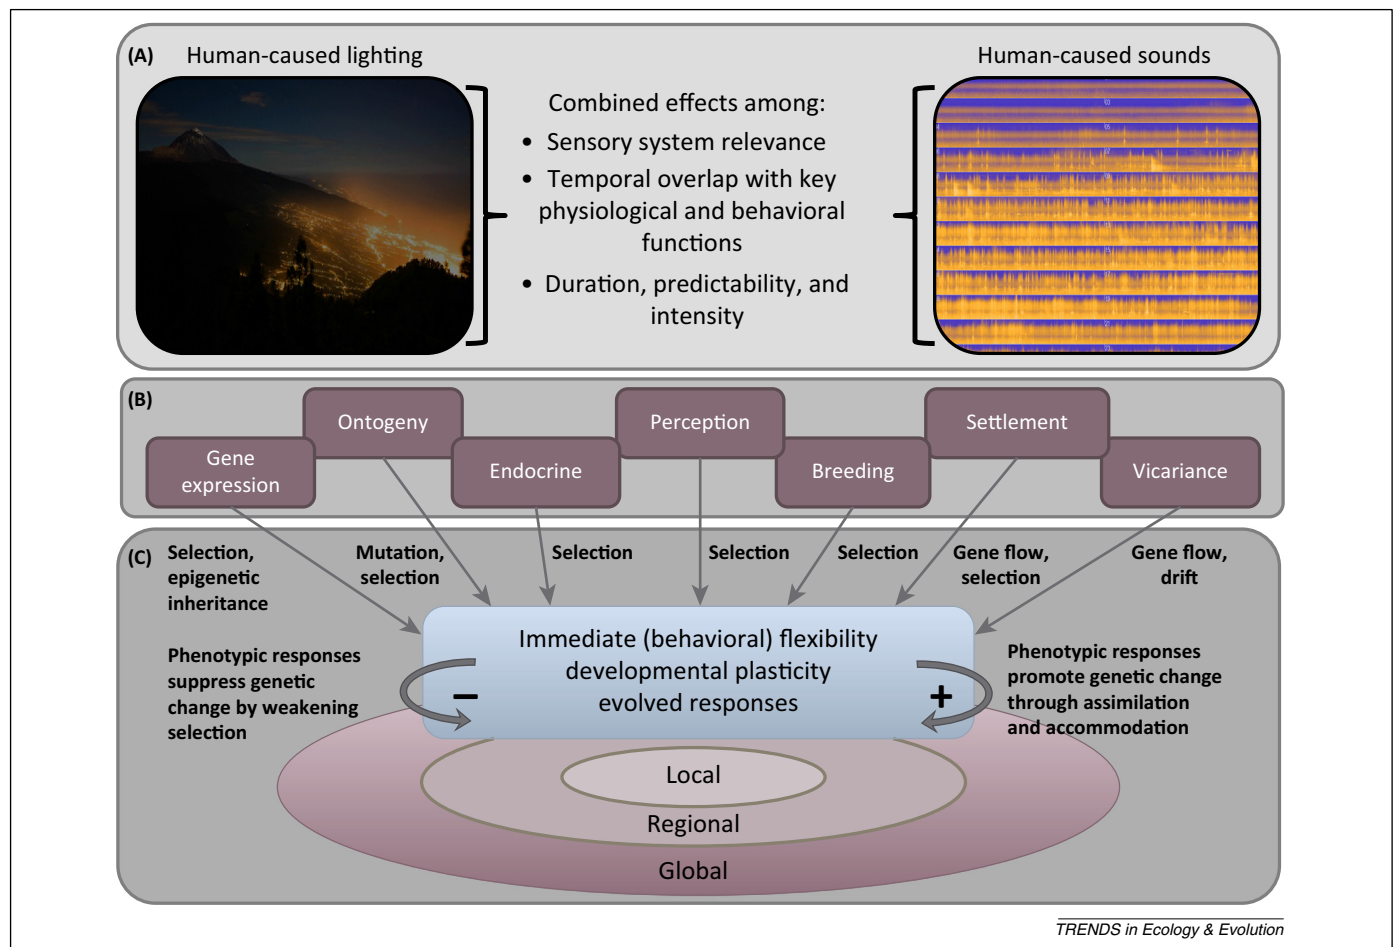 (A)
Human-caused lighting
Human-caused sounds
Combined effects among:
• Sensory system relevance
• Temporal overlap with key
physiological and behavioral
functions
• Duration, predictability, and
intensity
(B)
Gene
expression
Ontogeny
Endocrine
Perception
Breeding
Settlement
Vicariance
(C)
Selection,
epigenetic
inheritance
Mutation,
selection
Selection
Selection
Selection
Gene flow,
selection
Gene flow,
drift
Phenotypic responses
suppress genetic
change by weakening
selection
Immediate (behavioral) flexibility
developmental plasticity
evolved responses
–
+
Phenotypic responses
promote genetic change
through assimilation
and accommodation
Local
Regional
Global
TRENDS in Ecology & Evolution